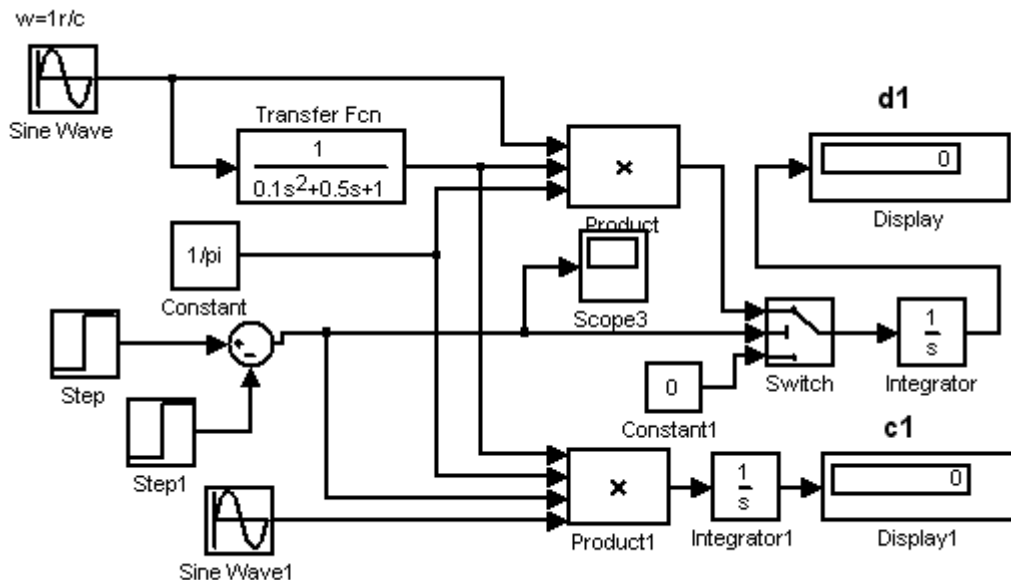 w=1r/c
Sine Wave
Transfer Fcn
1
0.1s²+0.5s+1
×
Product
d1
0
Display
1/pi
Constant
Scope3
Step
Step1
0
Constant1
Switch
1
s
Integrator
c1
Sine Wave1
×
Product1
1
s
Integrator1
0
Display1